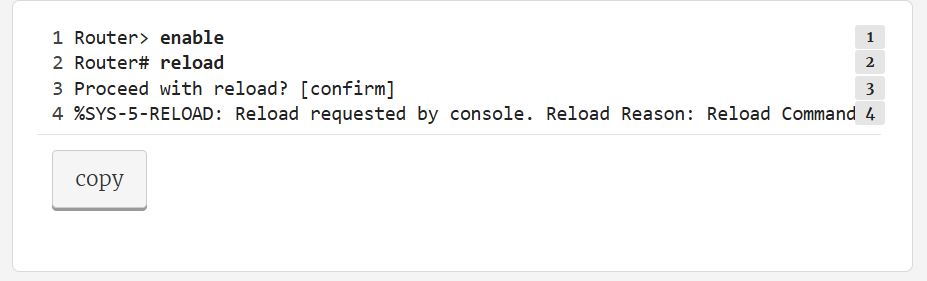 1 Router> enable 1
2 Router# reload 2
3 Proceed with reload? [confirm] 3
4 %SYS-5-RELOAD: Reload requested by console. Reload Reason: Reload Command 4
copy